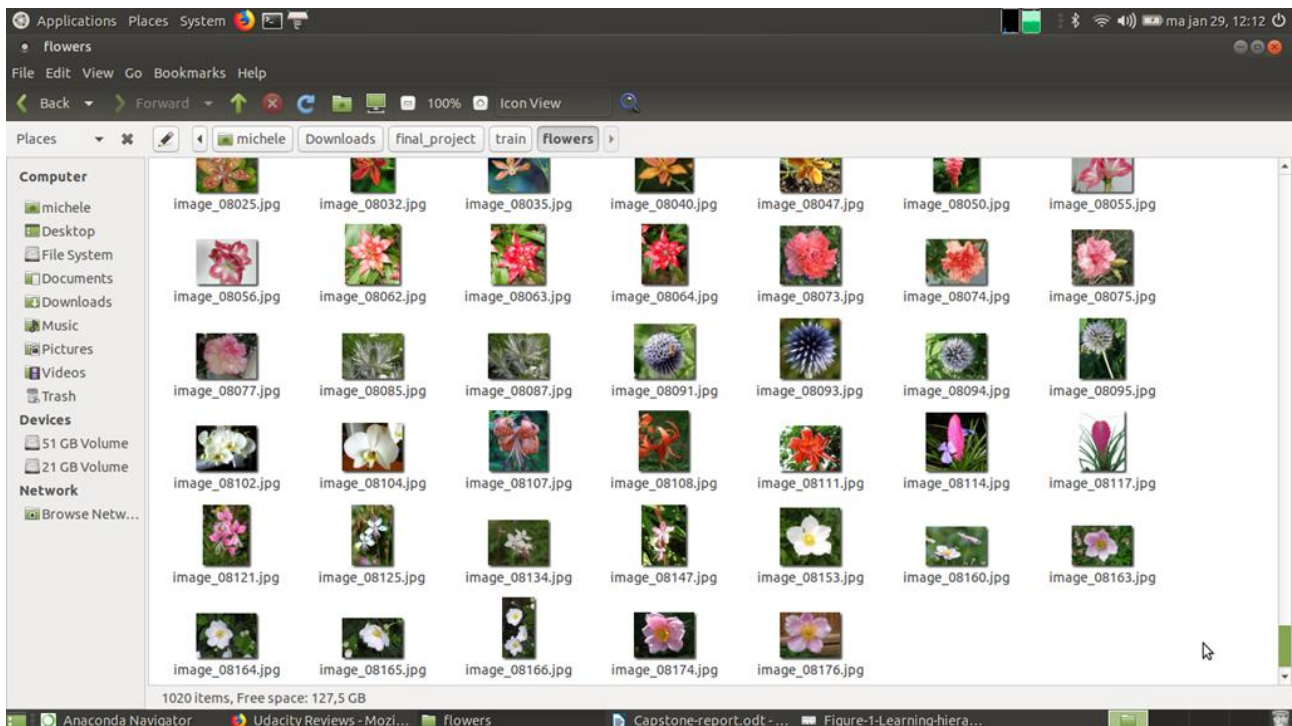 Applications Places System ma jan 29, 12:12
flowers
File Edit View Go Bookmarks Help
Back Forward 100% Icon View
Places michele Downloads final_project train flowers
Computer
michele
Desktop
File System
Documents
Downloads
Music
Pictures
Videos
Trash
Devices
51 GB Volume
21 GB Volume
Network
Browse Netw...
image_08025.jpg image_08032.jpg image_08035.jpg image_08040.jpg image_08047.jpg image_08050.jpg image_08055.jpg
image_08056.jpg image_08062.jpg image_08063.jpg image_08064.jpg image_08073.jpg image_08074.jpg image_08075.jpg
image_08077.jpg image_08085.jpg image_08087.jpg image_08091.jpg image_08093.jpg image_08094.jpg image_08095.jpg
image_08102.jpg image_08104.jpg image_08107.jpg image_08108.jpg image_08111.jpg image_08114.jpg image_08117.jpg
image_08121.jpg image_08125.jpg image_08134.jpg image_08147.jpg image_08153.jpg image_08160.jpg image_08163.jpg
image_08164.jpg image_08165.jpg image_08166.jpg image_08174.jpg image_08176.jpg
1020 items, Free space: 127,5 GB
Anaconda Navigator Udacity Reviews - Mozi... flowers Capstone-report.odt - ... Figure-1-Learning-hiera...